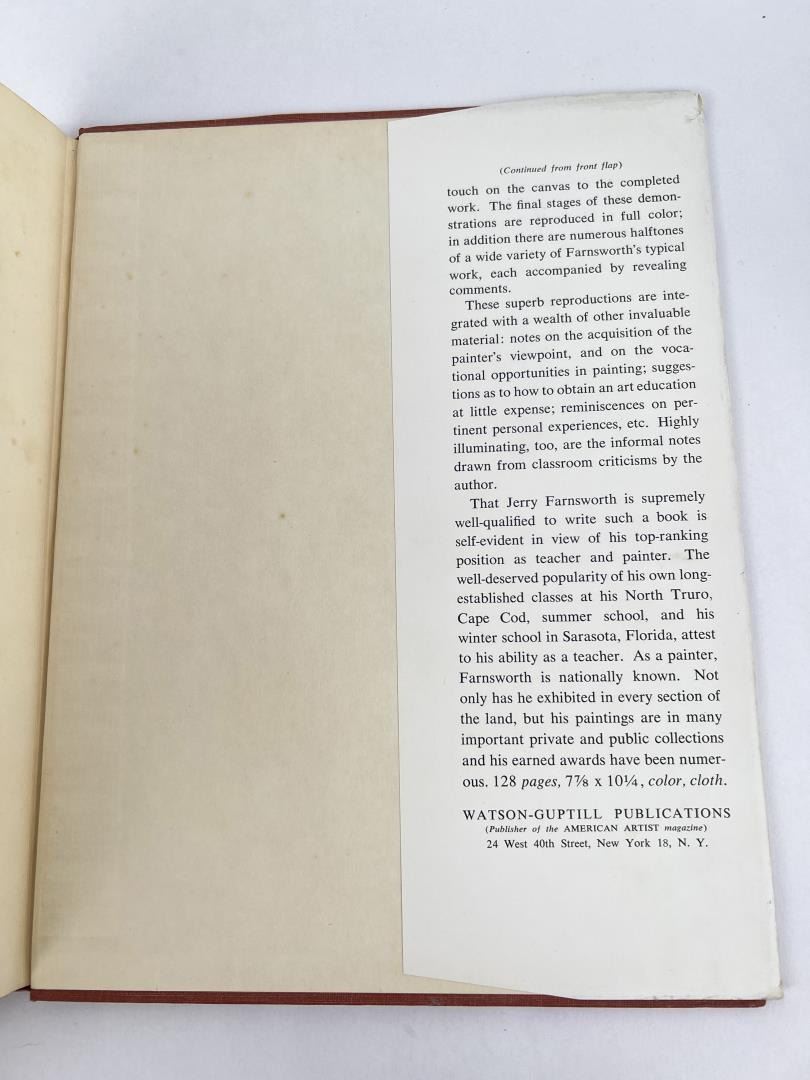 (Continued from front flap)
touch on the canvas to the completed
work. The final stages of these demon-
strations are reproduced in full color;
in addition there are numerous halftones
of a wide variety of Farnsworth's typical
work, each accompanied by revealing
comments.
These superb reproductions are inte-
grated with a wealth of other invaluable
material: notes on the acquisition of the
painter's viewpoint, and on the voca-
tional opportunities in painting; sugges-
tions as to how to obtain an art education
at little expense; reminiscences on per-
tinent personal experiences, etc. Highly
illuminating, too, are the informal notes
drawn from classroom criticisms by the
author.
That Jerry Farnsworth is supremely
well-qualified to write such a book is
self-evident in view of his top-ranking
position as teacher and painter. The
well-deserved popularity of his own long-
established classes at his North Truro,
Cape Cod, summer school, and his
winter school in Sarasota, Florida, attest
to his ability as a teacher. As a painter,
Farnsworth is nationally known. Not
only has he exhibited in every section of
the land, but his paintings are in many
important private and public collections
and his earned awards have been numer-
ous. 128 pages, 7⅞ x 10¼, color, cloth.
WATSON-GUPTILL PUBLICATIONS
(Publisher of the AMERICAN ARTIST magazine)
24 West 40th Street, New York 18, N. Y.